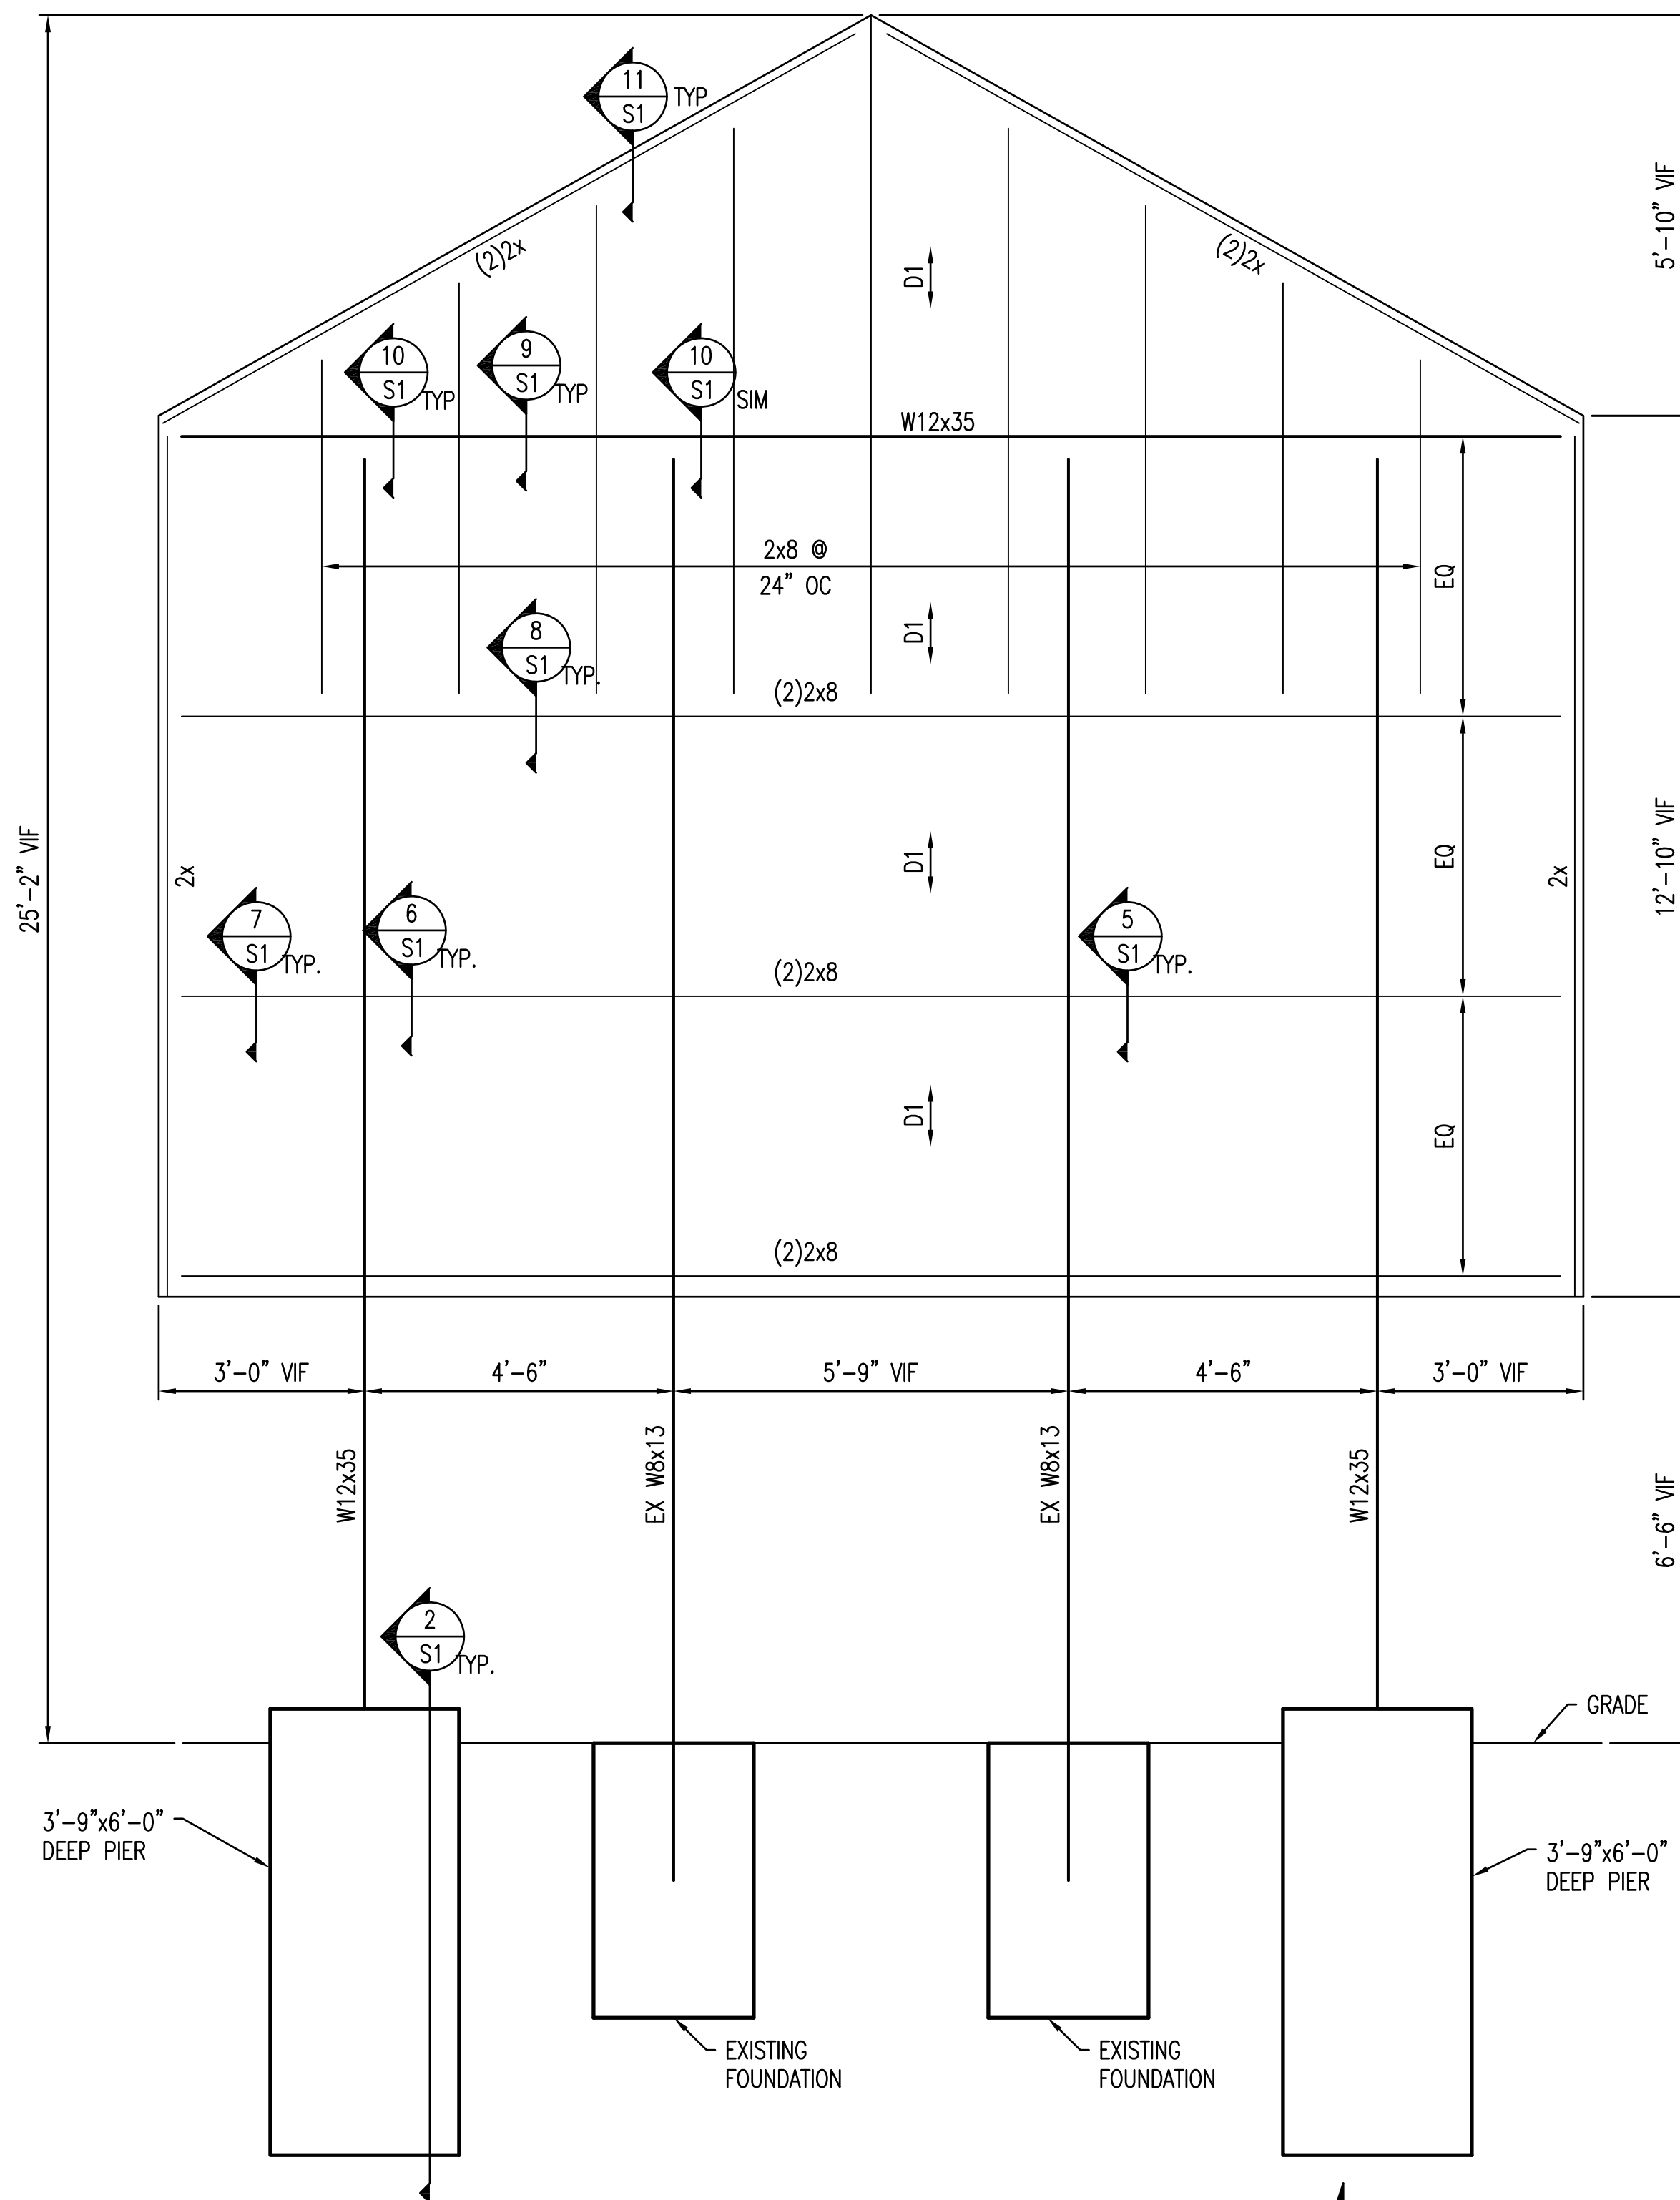 11
S1
TYP
5'-10" VIF
(2)2x
(2)2x
D1
10
S1
TYP
9
S1
TYP
10
S1
SIM
W12x35
2x8 @
24" OC
EQ
8
S1
TYP.
D1
(2)2x8
25'-2" VIF
2x
D1
EQ
2x
12'-10" VIF
7
S1
TYP.
6
S1
TYP.
5
S1
TYP.
(2)2x8
D1
EQ
(2)2x8
3'-0" VIF
4'-6"
5'-9" VIF
4'-6"
3'-0" VIF
W12x35
EX W8x13
EX W8x13
W12x35
6'-6" VIF
2
S1
TYP.
GRADE
3'-9"x6'-0"
DEEP PIER
3'-9"x6'-0"
DEEP PIER
EXISTING
FOUNDATION
EXISTING
FOUNDATION